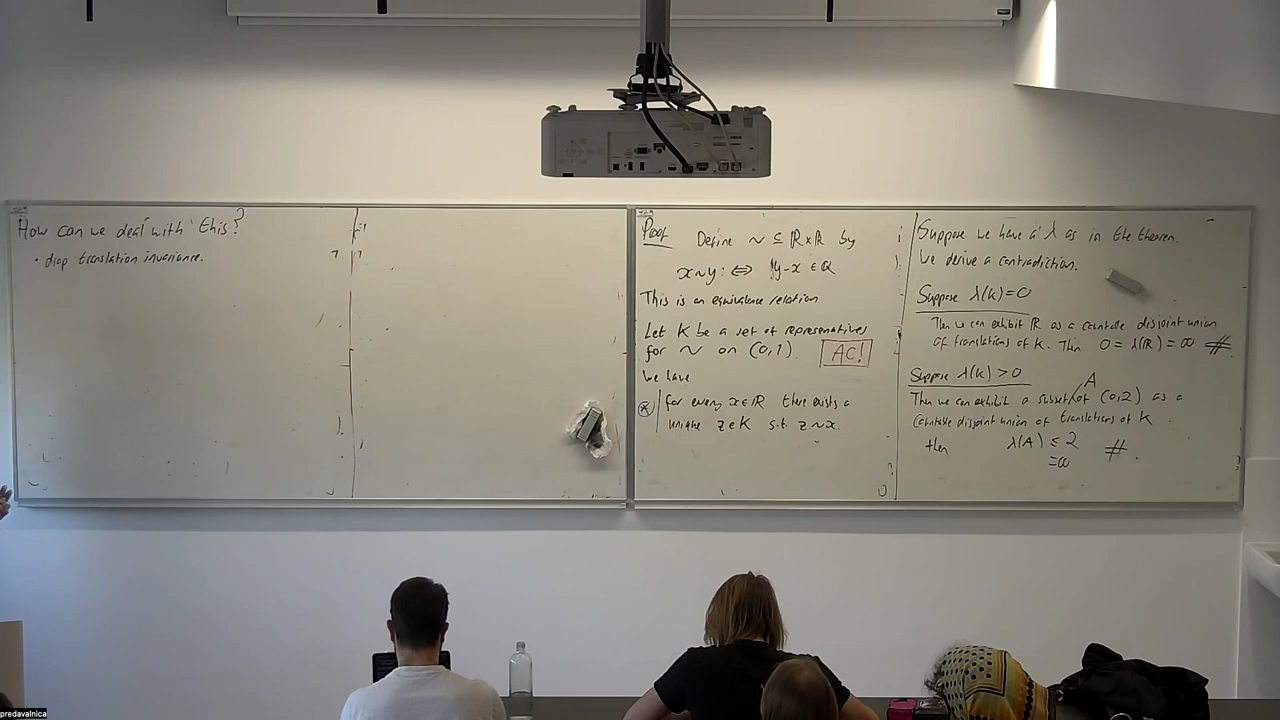 How can we deal with this?
• drop translation invariance.
Proof Define ~ ⊆ ℝ×ℝ by
x~y :⇔ y-x ∈ ℚ
This is an equivalence relation
Let K be a set of representatives
for ~ on (0,1) AC!
We have
(*) for every x∈ℝ there exists a
unique z∈K s.t. z~x.
Suppose we have a λ as in the theorem.
We derive a contradiction.
Suppose λ(K)=0
Then we can exhibit ℝ as a countable disjoint union
of translations of K. Then 0 = λ(ℝ) = ∞ #
Suppose λ(K) > 0
Then we can exhibit a subset A of (0,2) as a
countable disjoint union of translations of K
then λ(A) ≤ 2 #.
=∞
predavalnica